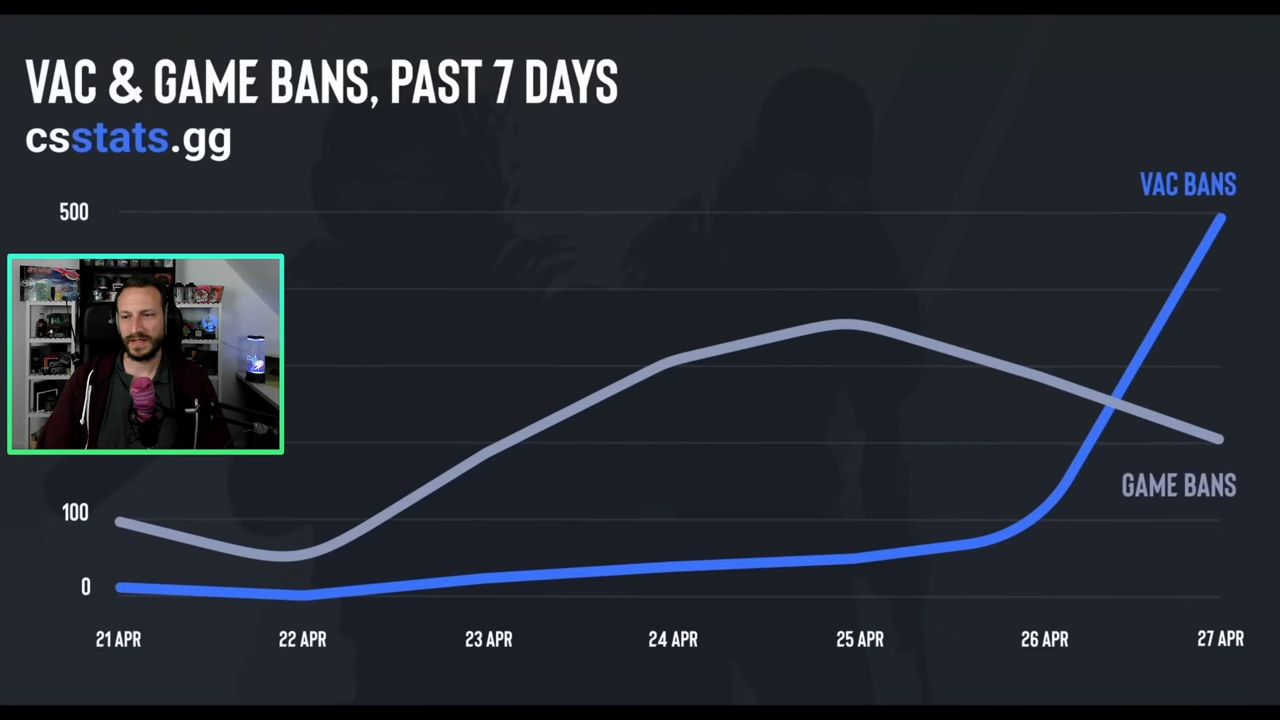 VAC & GAME BANS, PAST 7 DAYS
csstats.gg
VAC BANS
500
100
GAME BANS
0
21 APR
22 APR
23 APR
24 APR
25 APR
26 APR
27 APR